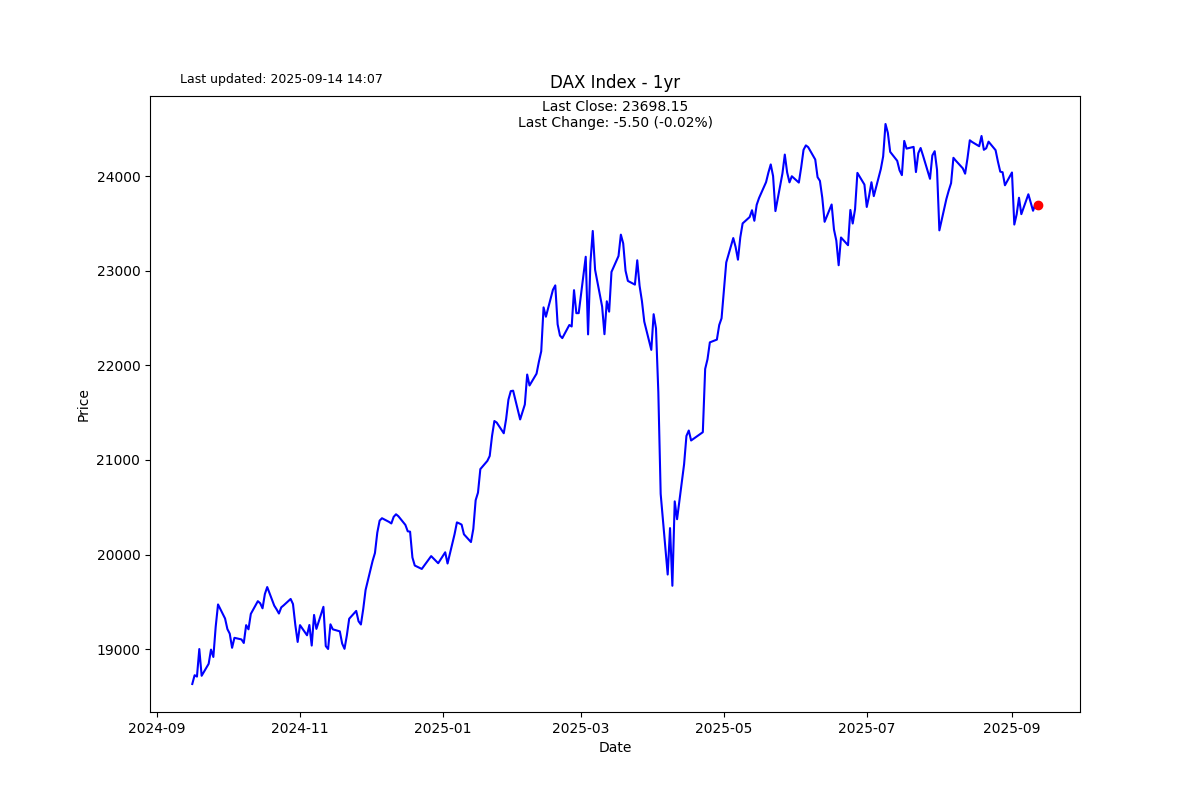 Last updated: 2025-09-14 14:07
DAX Index - 1yr
Last Close: 23698.15
Last Change: -5.50 (-0.02%)
Price
24000
23000
22000
21000
20000
19000
2024-09
2024-11
2025-01
2025-03
2025-05
2025-07
2025-09
Date